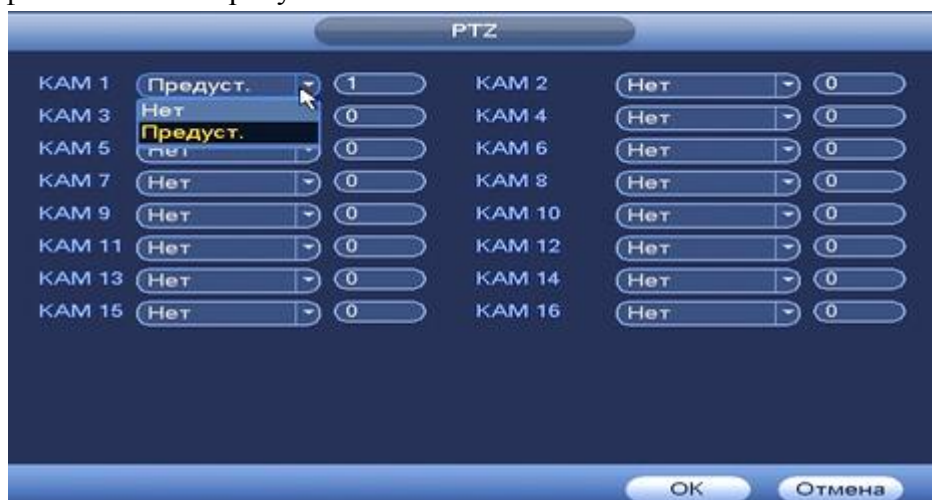 PTZ
КАМ 1 Предуст. 1 КАМ 2 Нет 0
КАМ 3 Нет 0 КАМ 4 Нет 0
Предуст.
КАМ 5 Нет 0 КАМ 6 Нет 0
КАМ 7 Нет 0 КАМ 8 Нет 0
КАМ 9 Нет 0 КАМ 10 Нет 0
КАМ 11 Нет 0 КАМ 12 Нет 0
КАМ 13 Нет 0 КАМ 14 Нет 0
КАМ 15 Нет 0 КАМ 16 Нет 0
OK Отмена